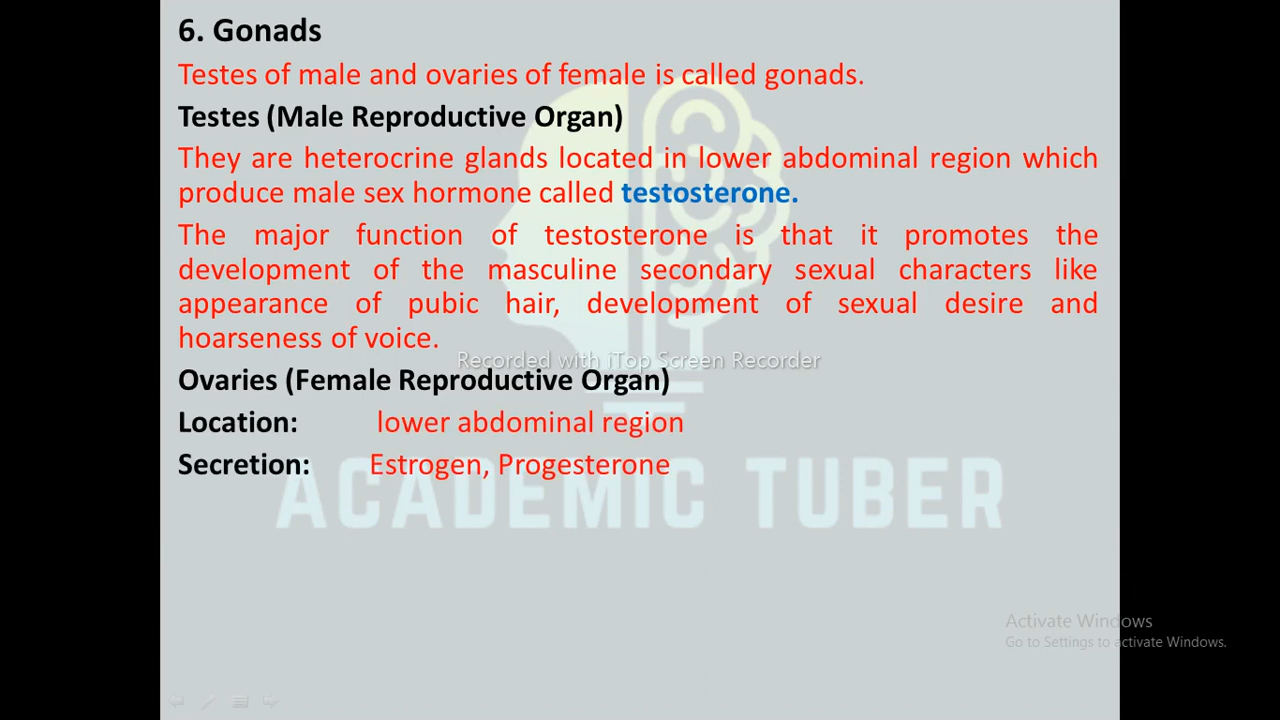 6. Gonads
Testes of male and ovaries of female is called gonads.
Testes (Male Reproductive Organ)
They are heterocrine glands located in lower abdominal region which
produce male sex hormone called testosterone.
The major function of testosterone is that it promotes the
development of the masculine secondary sexual characters like
appearance of pubic hair, development of sexual desire and
hoarseness of voice.
Recorded with iTop Screen Recorder
Ovaries (Female Reproductive Organ)
Location: lower abdominal region
Secretion: Estrogen, Progesterone
ACADEMIC TUBER
Activate Windows
Go to Settings to activate Windows.